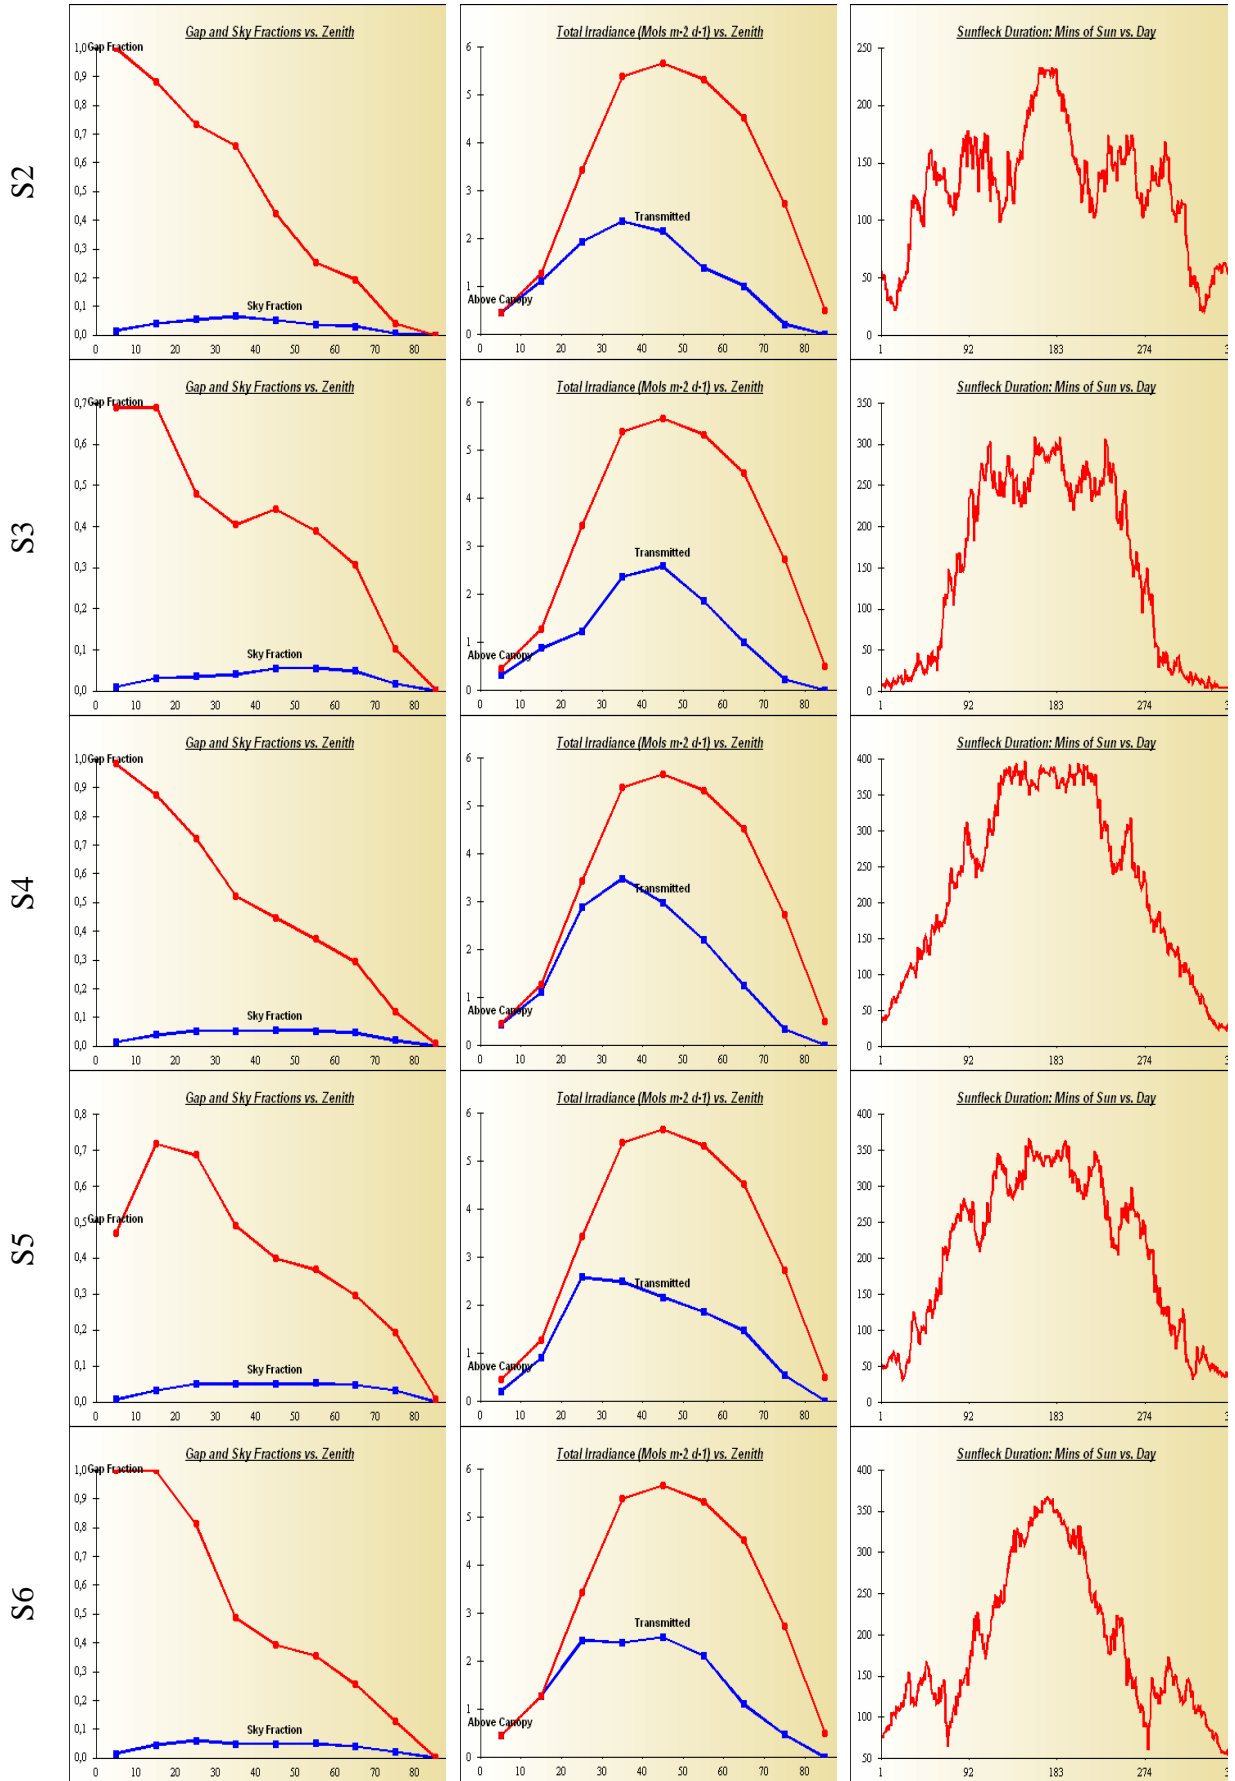 S2
Gap and Sky Fractions vs. Zenith
Gap Fraction
1,0
0,9
0,8
0,7
0,6
0,5
0,4
0,3
0,2
0,1
0,0
Sky Fraction
0 10 20 30 40 50 60 70 80
Total Irradiance (Mols m-2 d-1) vs. Zenith
6
5
4
3
2
1
0
Transmitted
Above Canopy
0 10 20 30 40 50 60 70 80
Sunfleck Duration: Mins of Sun vs. Day
250
200
150
100
50
0
1 92 183 274 3
S3
Gap and Sky Fractions vs. Zenith
Gap Fraction
0,7
0,6
0,5
0,4
0,3
0,2
0,1
0,0
Sky Fraction
0 10 20 30 40 50 60 70 80
Total Irradiance (Mols m-2 d-1) vs. Zenith
6
5
4
3
2
1
0
Transmitted
Above Canopy
0 10 20 30 40 50 60 70 80
Sunfleck Duration: Mins of Sun vs. Day
350
300
250
200
150
100
50
0
1 92 183 274 3
S4
Gap and Sky Fractions vs. Zenith
Gap Fraction
1,0
0,9
0,8
0,7
0,6
0,5
0,4
0,3
0,2
0,1
0,0
Sky Fraction
0 10 20 30 40 50 60 70 80
Total Irradiance (Mols m-2 d-1) vs. Zenith
6
5
4
3
2
1
0
Transmitted
Above Canopy
0 10 20 30 40 50 60 70 80
Sunfleck Duration: Mins of Sun vs. Day
400
350
300
250
200
150
100
50
0
1 92 183 274 3
S5
Gap and Sky Fractions vs. Zenith
0,8
0,7
0,6
0,5
Gap Fraction
0,4
0,3
0,2
0,1
0,0
Sky Fraction
0 10 20 30 40 50 60 70 80
Total Irradiance (Mols m-2 d-1) vs. Zenith
6
5
4
3
2
1
0
Transmitted
Above Canopy
0 10 20 30 40 50 60 70 80
Sunfleck Duration: Mins of Sun vs. Day
400
350
300
250
200
150
100
50
0
1 92 183 274 3
S6
Gap and Sky Fractions vs. Zenith
Gap Fraction
1,0
0,9
0,8
0,7
0,6
0,5
0,4
0,3
0,2
0,1
0,0
Sky Fraction
0 10 20 30 40 50 60 70 80
Total Irradiance (Mols m-2 d-1) vs. Zenith
6
5
4
3
2
1
0
Transmitted
Above Canopy
0 10 20 30 40 50 60 70 80
Sunfleck Duration: Mins of Sun vs. Day
400
350
300
250
200
150
100
50
1 92 183 274 3